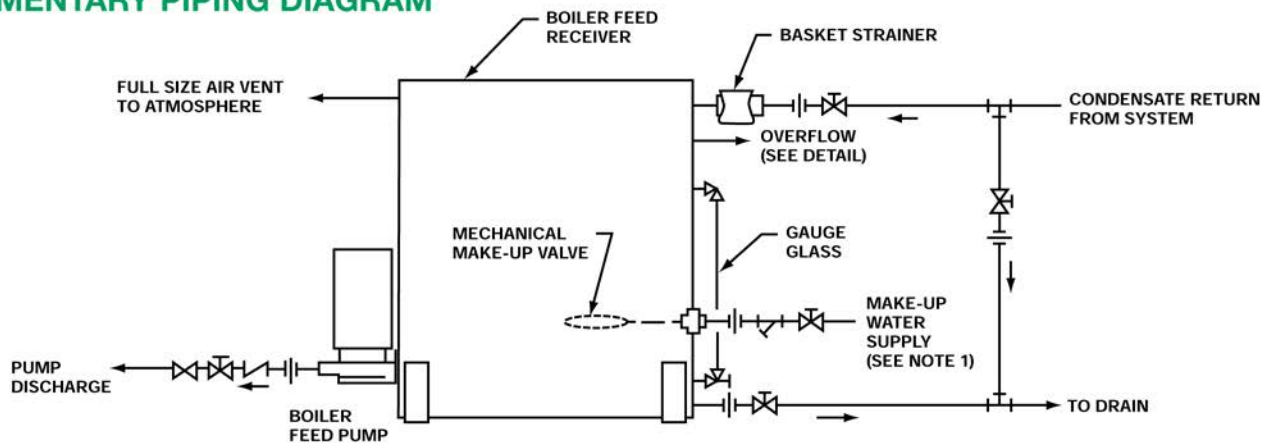 PIPING DIAGRAM
BOILER FEED
RECEIVER
BASKET STRAINER
FULL SIZE AIR VENT
TO ATMOSPHERE
CONDENSATE RETURN
FROM SYSTEM
OVERFLOW
(SEE DETAIL)
MECHANICAL
MAKE-UP VALVE
GAUGE
GLASS
MAKE-UP
WATER
SUPPLY
(SEE NOTE 1)
PUMP
DISCHARGE
BOILER
FEED PUMP
TO DRAIN